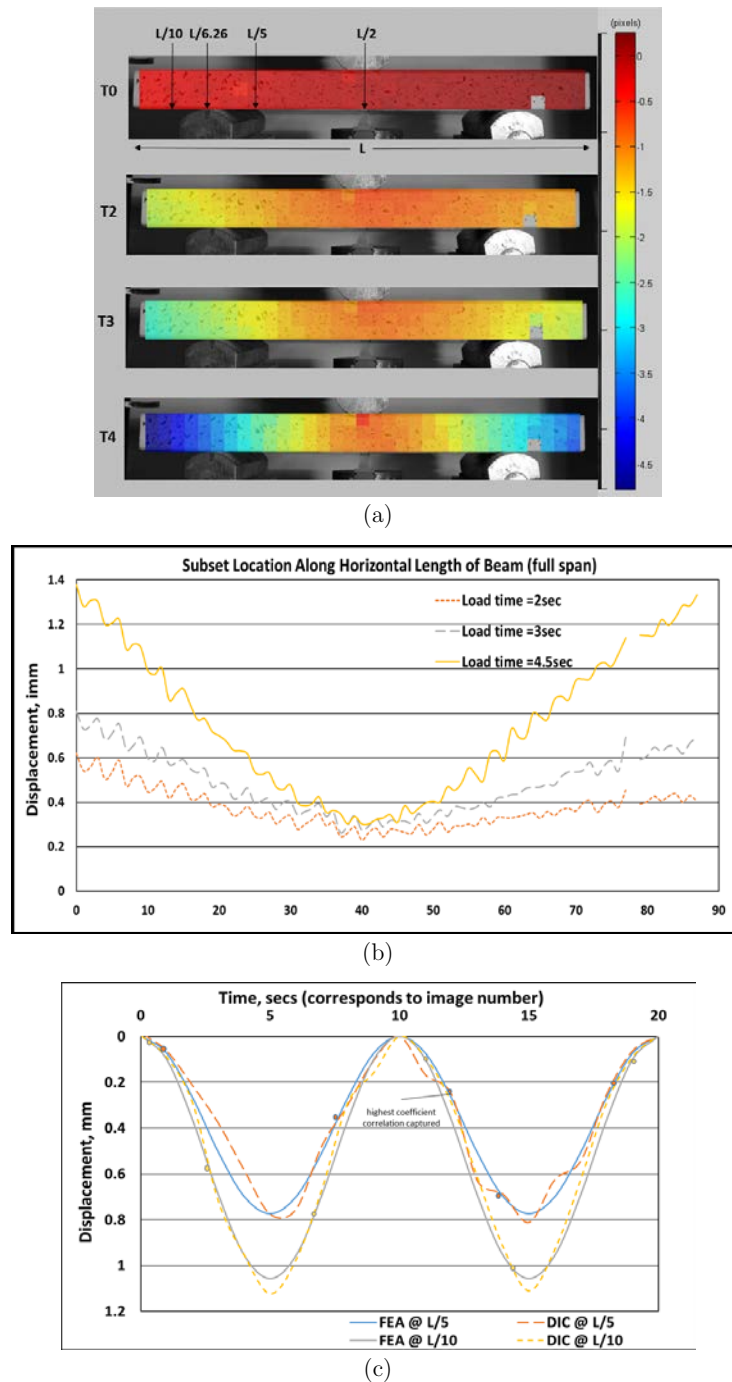 (pixels)
L/10 L/6.26 L/5 L/2
T0
L
T2
T3
T4
0
-0.5
-1
-1.5
-2
-2.5
-3
-3.5
-4
-4.5
(a)
Subset Location Along Horizontal Length of Beam (full span)
Load time =2sec
Load time =3sec
Load time =4.5sec
Displacement, imm
1.4
1.2
1
0.8
0.6
0.4
0.2
0
0 10 20 30 40 50 60 70 80 90
(b)
Time, secs (corresponds to image number)
0 5 10 15 20
0
0.2
0.4
0.6
0.8
1
1.2
Displacement, mm
highest coefficient
correlation captured
FEA @ L/5 DIC @ L/5
FEA @ L/10 DIC @ L/10
(c)